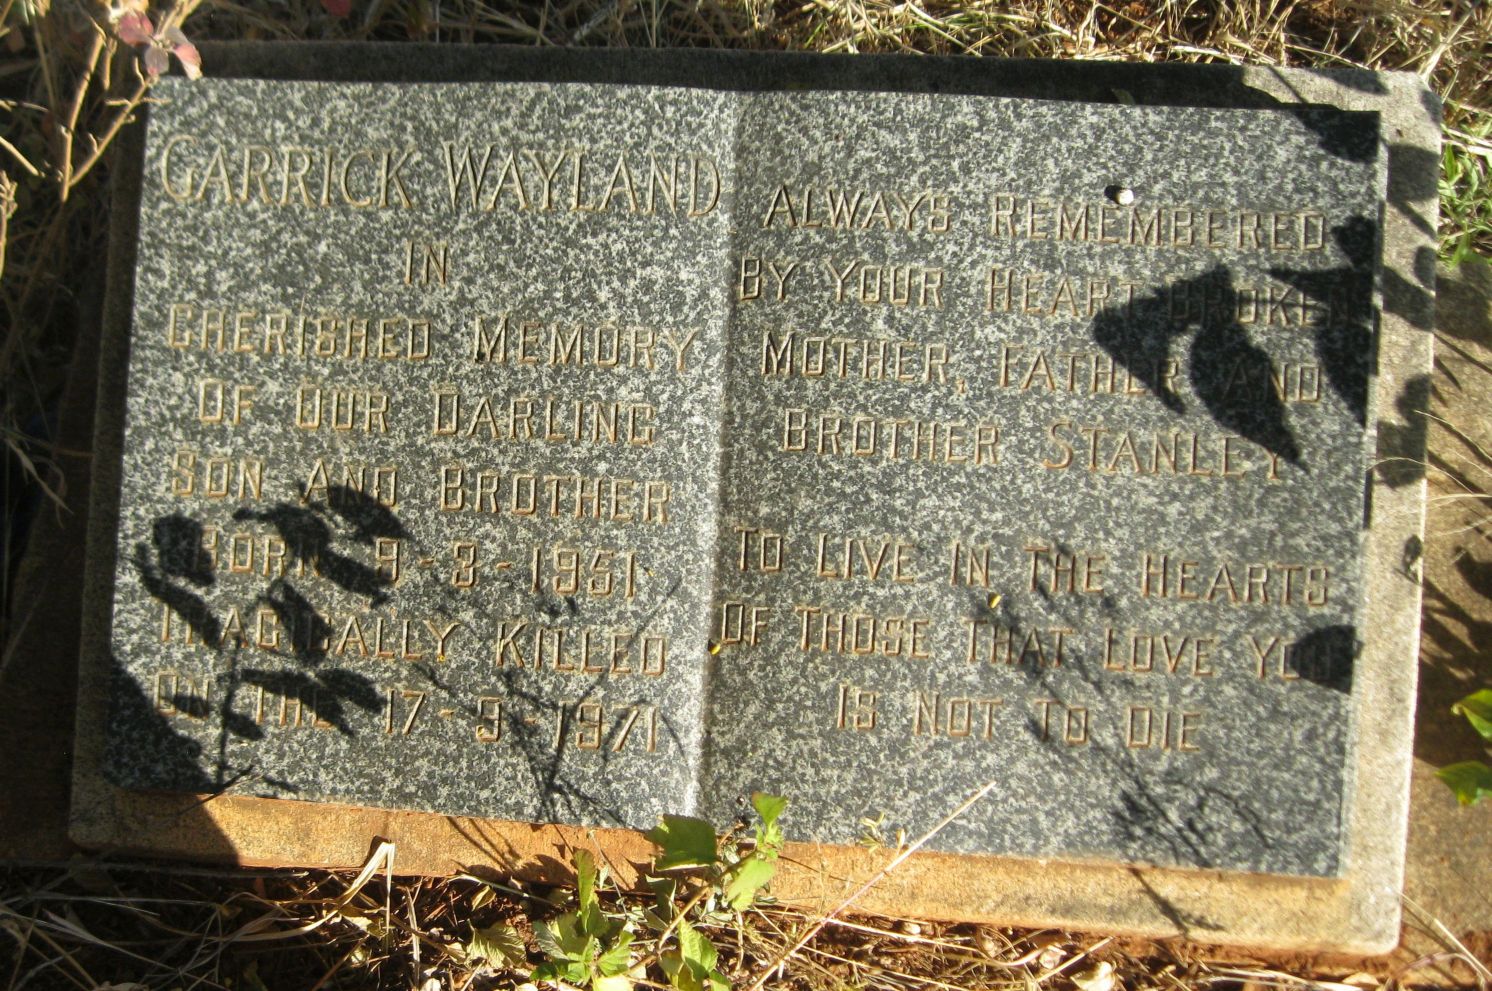 GARRICK WAYLAND
IN
CHERISHED MEMORY
OF OUR DARLING
SON AND BROTHER
BORN 9-3-1951
TRAGICALLY KILLED
ON THE 17-9-1971
ALWAYS REMEMBERED
BY YOUR HEART BROKEN
MOTHER, FATHER AND
BROTHER STANLEY
TO LIVE IN THE HEARTS
OF THOSE THAT LOVE YOU
IS NOT TO DIE